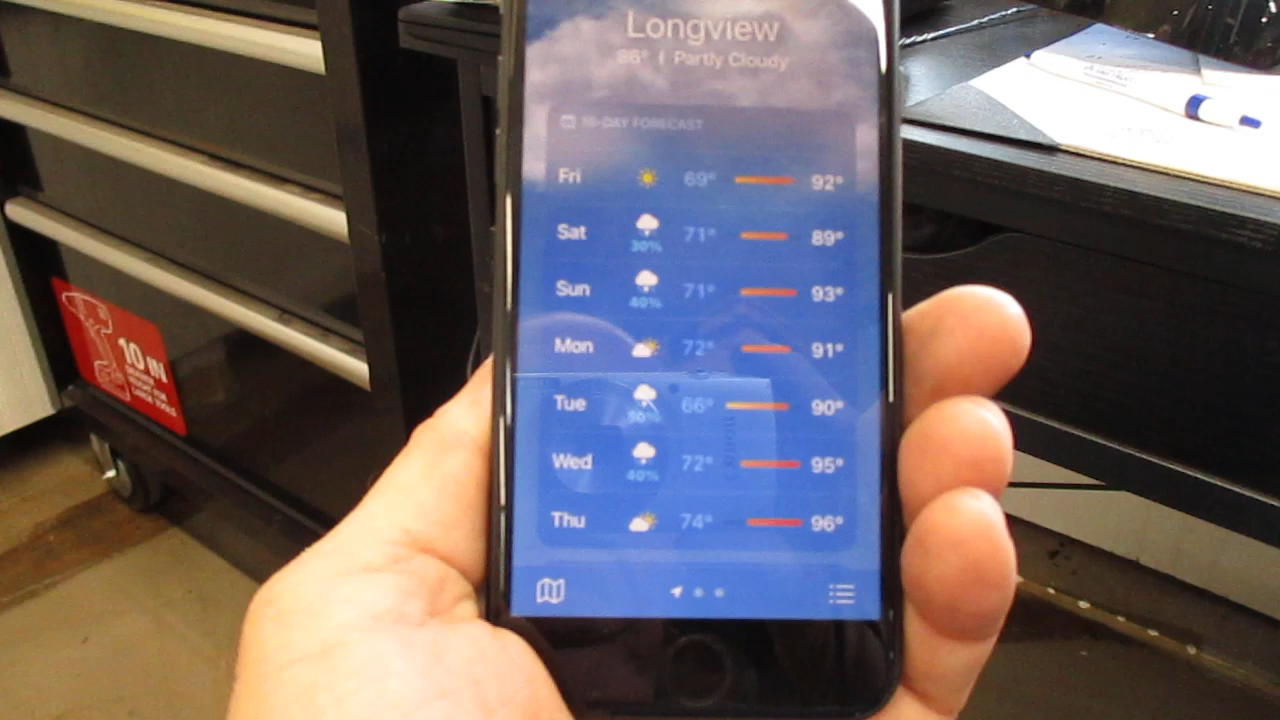 Longview
86° | Partly Cloudy
10-DAY FORECAST
Fri 69° 92°
Sat 30% 71° 89°
Sun 40% 71° 93°
Mon 72° 91°
Tue 66° 90°
Wed 40% 72° 95°
Thu 74° 96°
10 IN